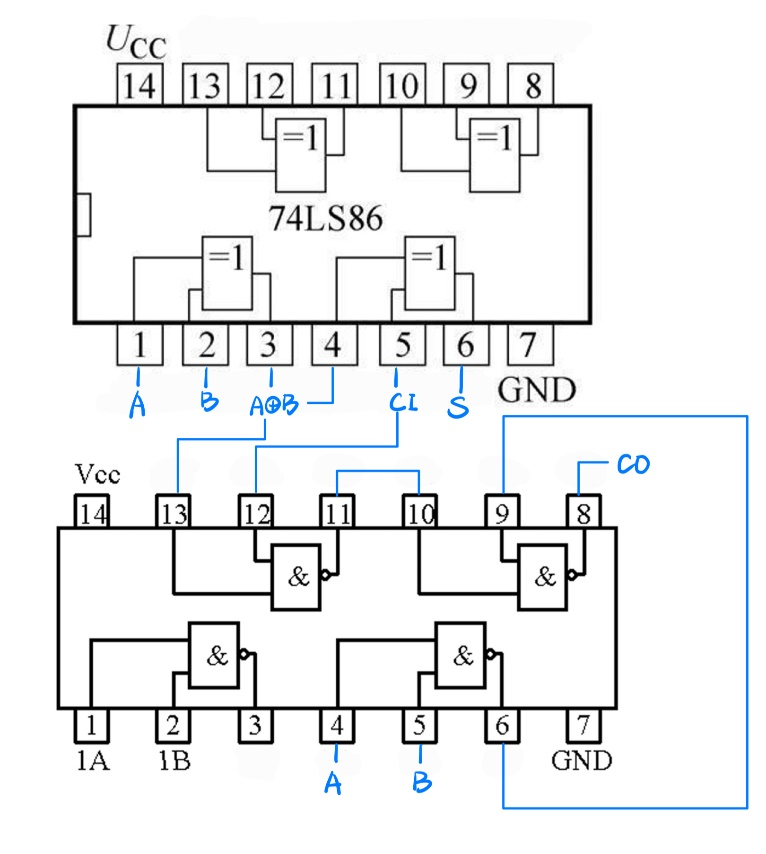 UCC
14 13 12 11 10 9 8
=1 =1
74LS86
=1 =1
1 2 3 4 5 6 7
GND
A B A⊕B CI S
CO
Vcc
14 13 12 11 10 9 8
& &
& &
1 2 3 4 5 6 7
1A 1B GND
A B